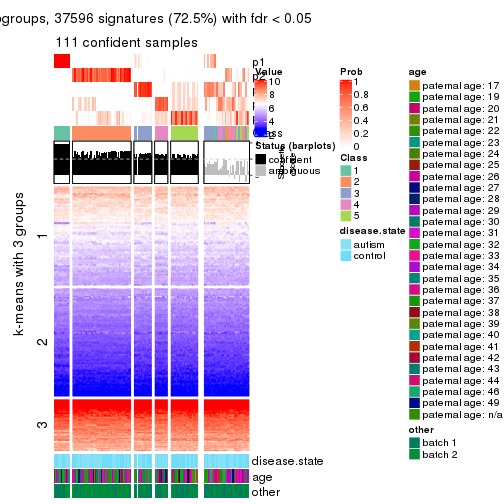 ogroups, 37596 signatures (72.5%) with fdr < 0.05
111 confident samples
p1
p2
Class
Status (barplots)
confident
ambiguous
Value
10
8
6
4
Prob
1
0.8
0.6
0.4
0.2
0
Class
1
2
3
4
5
disease.state
autism
control
age
paternal age: 17
paternal age: 19
paternal age: 20
paternal age: 21
paternal age: 22
paternal age: 23
paternal age: 24
paternal age: 25
paternal age: 26
paternal age: 27
paternal age: 28
paternal age: 29
paternal age: 30
paternal age: 31
paternal age: 32
paternal age: 33
paternal age: 34
paternal age: 35
paternal age: 36
paternal age: 37
paternal age: 38
paternal age: 39
paternal age: 40
paternal age: 41
paternal age: 42
paternal age: 43
paternal age: 44
paternal age: 46
paternal age: 49
paternal age: n/a
other
batch 1
batch 2
k-means with 3 groups
1
2
3
disease.state
age
other